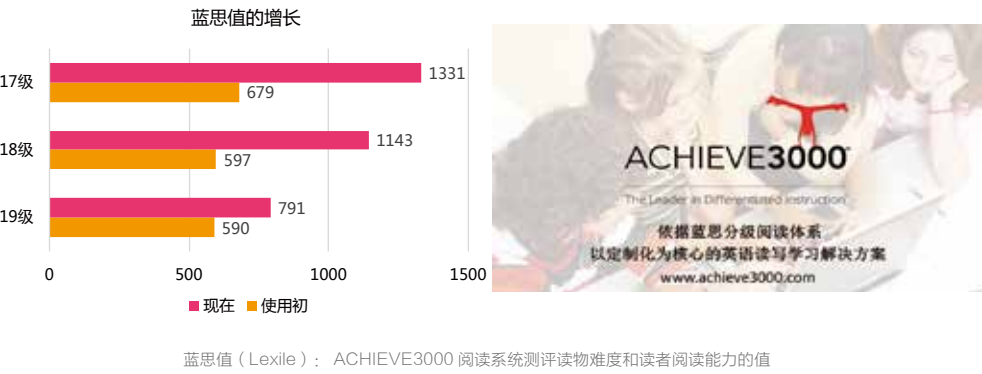 蓝思值的增长
17级
1331
679
18级
1143
597
19级
791
590
0 500 1000 1500
现在 使用初
ACHIEVE3000
The Leader in Differentiated Instruction
依据蓝思分级阅读体系
以定制化为核心的英语读写学习解决方案
www.achieve3000.com
蓝思值（Lexile）： ACHIEVE3000 阅读系统测评读物难度和读者阅读能力的值